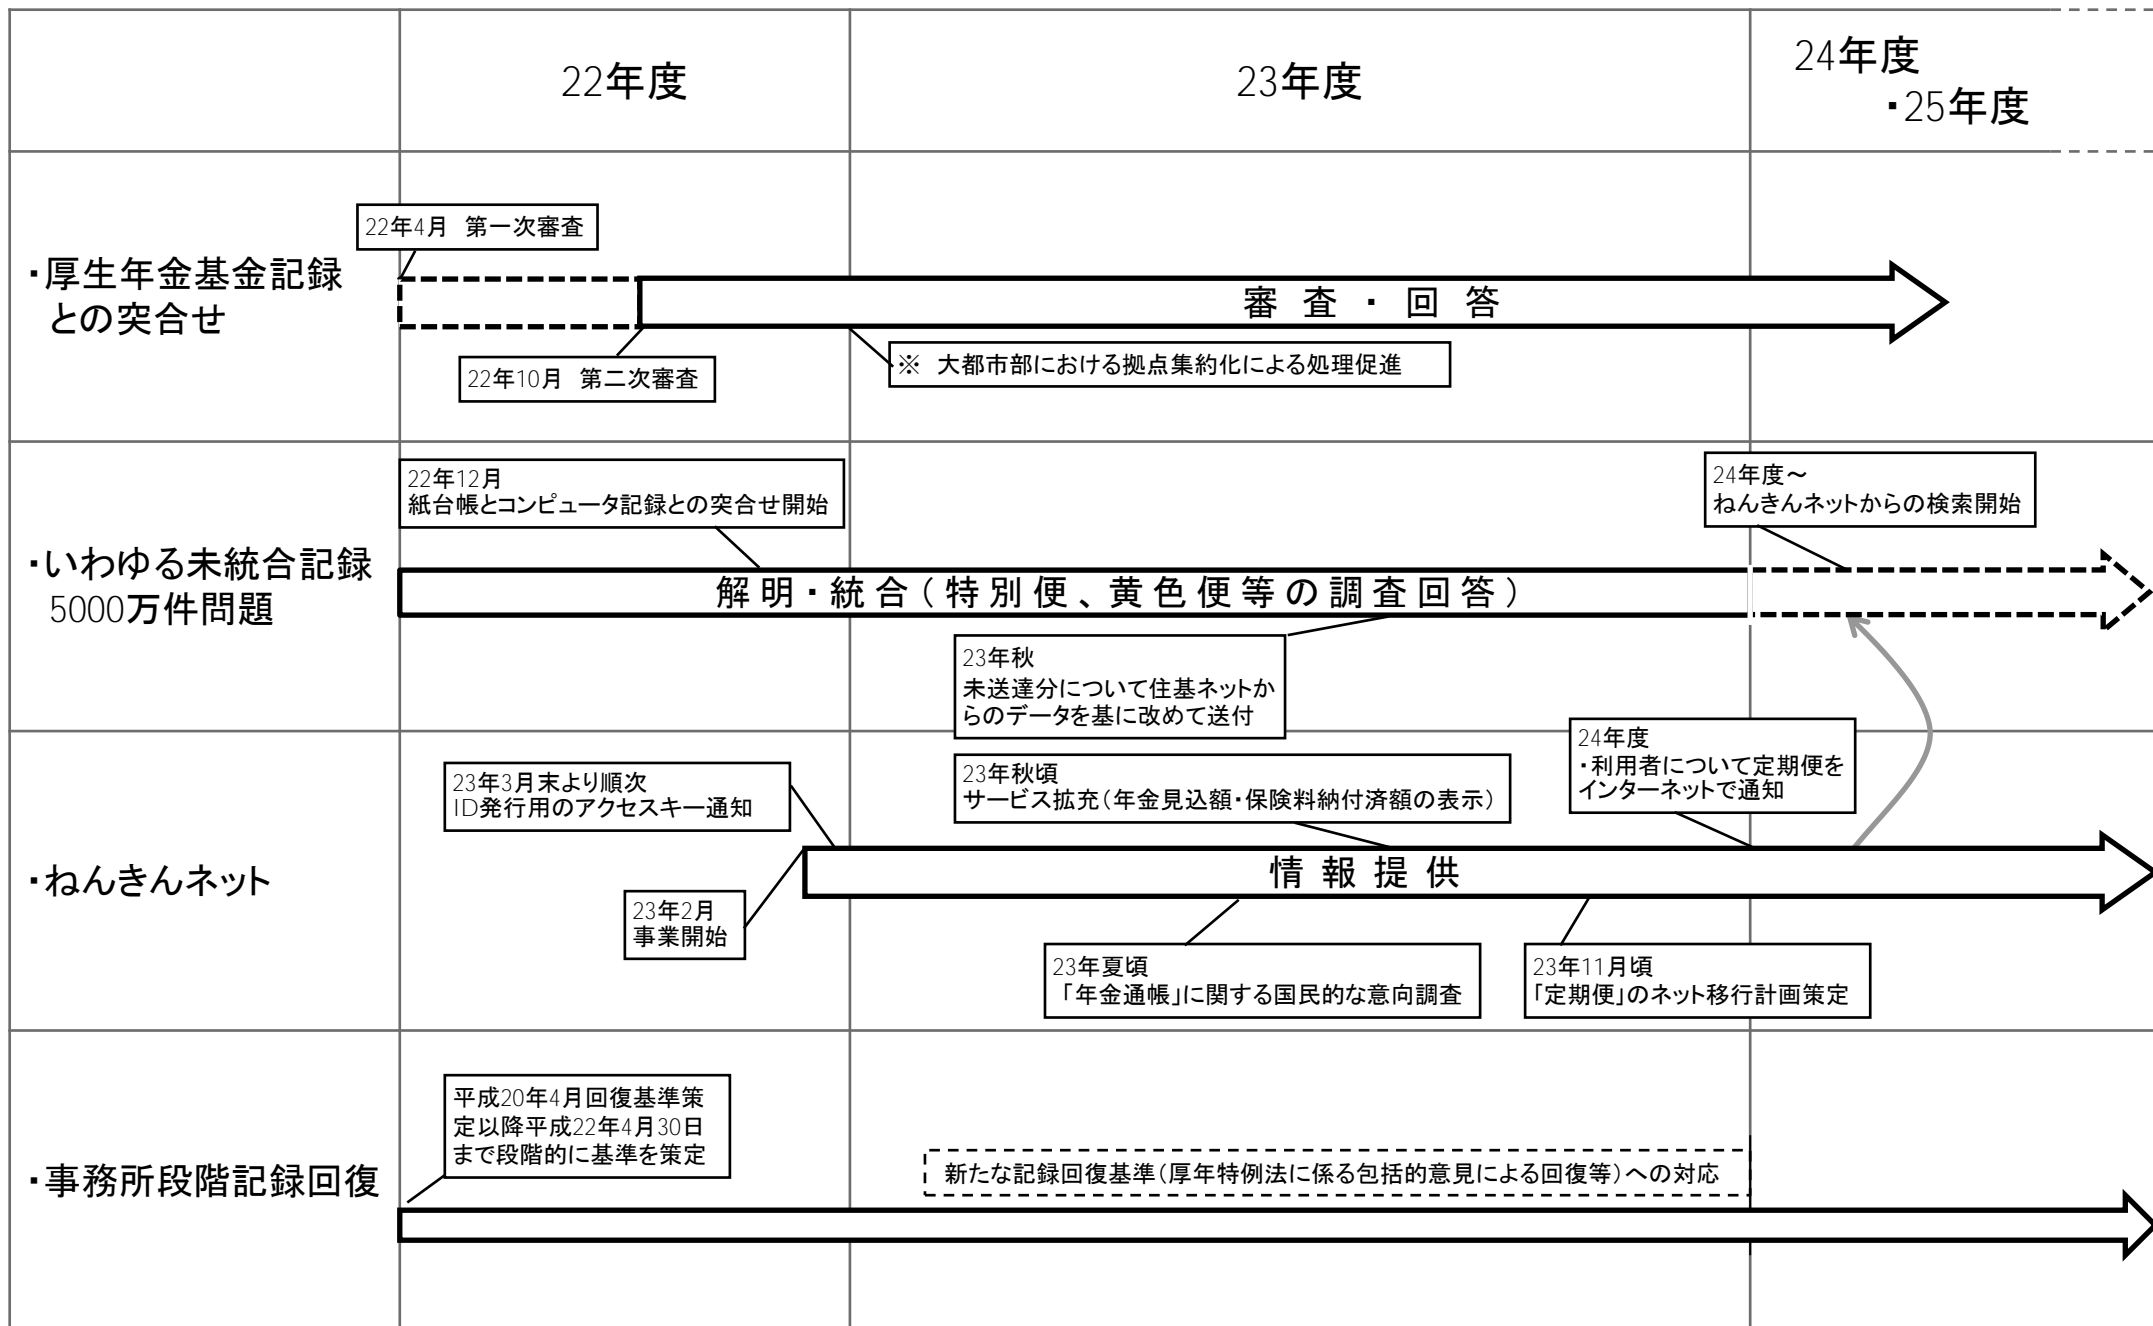 22年度
23年度
24年度
・25年度
・厚生年金基金記録
との突合せ
22年4月　第一次審査
審 査 ・ 回 答
22年10月　第二次審査
※　大都市部における拠点集約化による処理促進
・いわゆる未統合記録
5000万件問題
22年12月
紙台帳とコンピュータ記録との突合せ開始
24年度～
ねんきんネットからの検索開始
解 明 ・ 統 合 ( 特 別 便 、 黄 色 便 等 の 調 査 回 答 )
23年秋
未送達分について住基ネットか
らのデータを基に改めて送付
・ねんきんネット
23年3月末より順次
ID発行用のアクセスキー通知
23年秋頃
サービス拡充（年金見込額・保険料納付済額の表示）
24年度
・利用者について定期便を
インターネットで通知
情 報 提 供
23年2月
事業開始
23年夏頃
「年金通帳」に関する国民的な意向調査
23年11月頃
「定期便」のネット移行計画策定
・事務所段階記録回復
平成20年4月回復基準策
定以降平成22年4月30日
まで段階的に基準を策定
新たな記録回復基準（厚年特例法に係る包括的意見による回復等）への対応